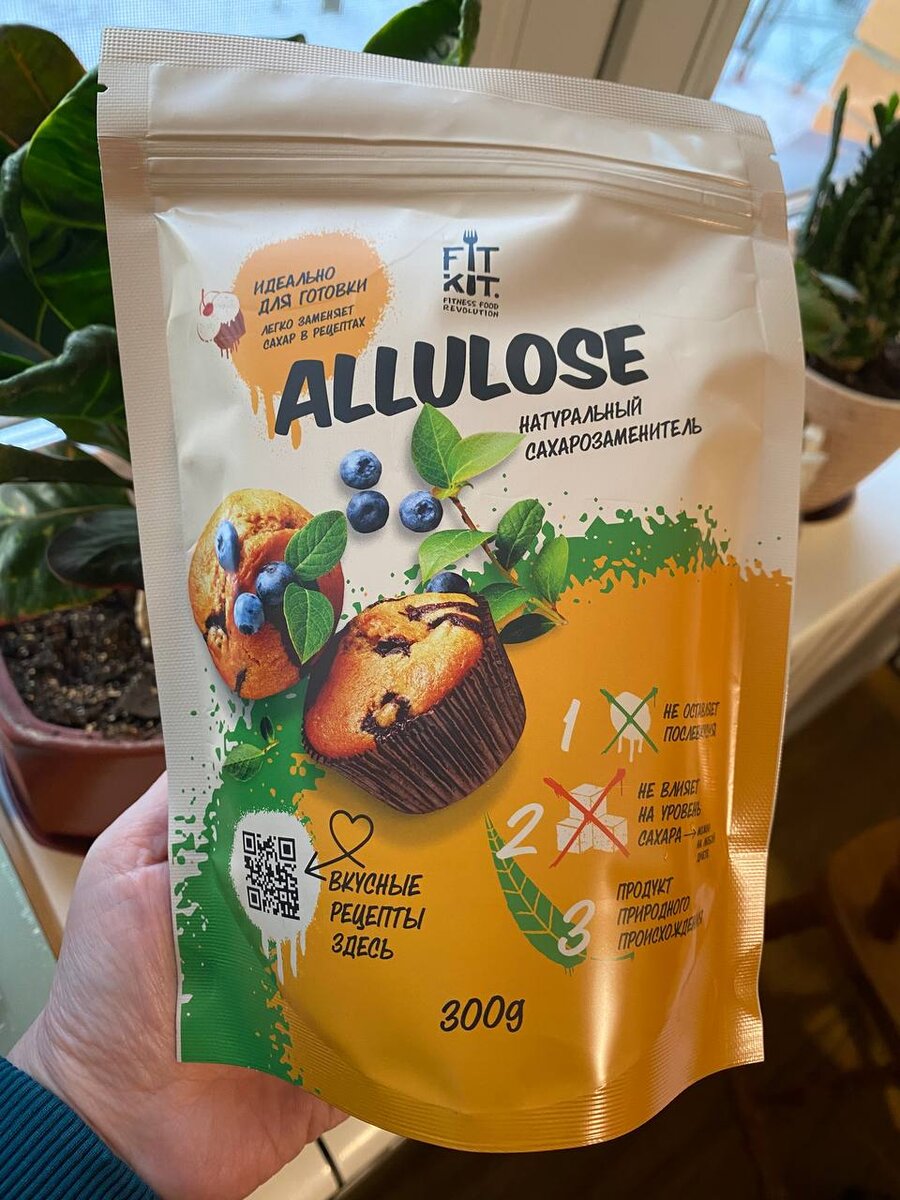 FIT
KIT.
FITNESS FOOD
REVOLUTION
ИДЕАЛЬНО
ДЛЯ ГОТОВКИ
ЛЕГКО ЗАМЕНЯЕТ
САХАР В РЕЦЕПТАХ
ALLULOSE
НАТУРАЛЬНЫЙ
САХАРОЗАМЕНИТЕЛЬ
1
НЕ ОСТАВЛЯЕТ
ПОСЛЕВКУСИЯ
2
НЕ ВЛИЯЕТ
НА УРОВЕНЬ
САХАРА
3
ПРОДУКТ
ПРИРОДНОГО
ПРОИСХОЖДЕНИЯ
ВКУСНЫЕ
РЕЦЕПТЫ
ЗДЕСЬ
300g